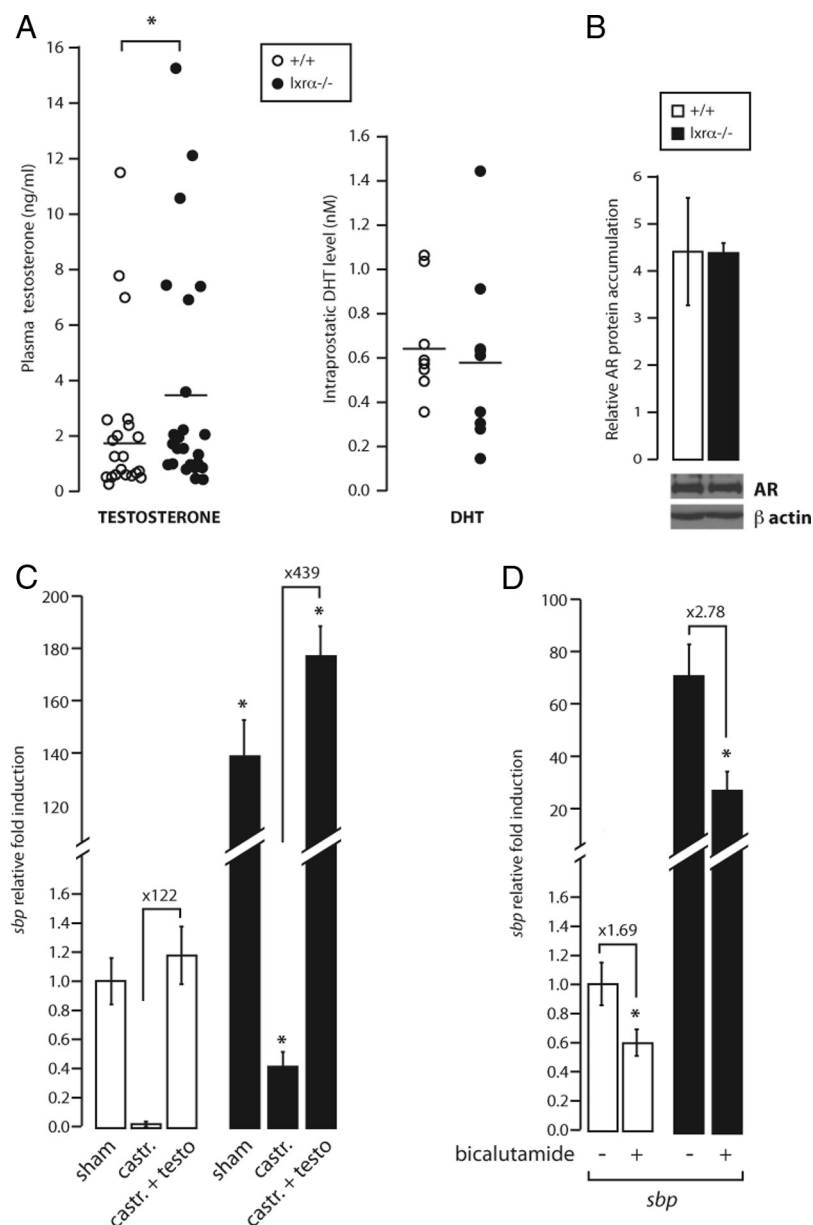 A
*
+/+
lxrα-/-
Plasma testosterone (ng/ml)
16
14
12
10
8
6
4
2
0
TESTOSTERONE
Intraprostatic DHT level (nM)
1.6
1.4
1.2
1.0
0.8
0.6
0.4
0.2
0.0
DHT
B
+/+
lxrα-/-
Relative AR protein accumulation
6
5
4
3
2
1
0
AR
β actin
C
sbp relative fold induction
200
180
160
140
120
1.6
1.4
1.2
1.0
0.8
0.6
0.4
0.2
0.0
x122
x439
*
*
*
sham
castr.
castr. + testo
sham
castr.
castr. + testo
D
sbp relative fold induction
100
80
60
40
20
1.6
1.4
1.2
1.0
0.8
0.6
0.4
0.2
0.0
x1.69
*
x2.78
*
bicalutamide - + - +
sbp